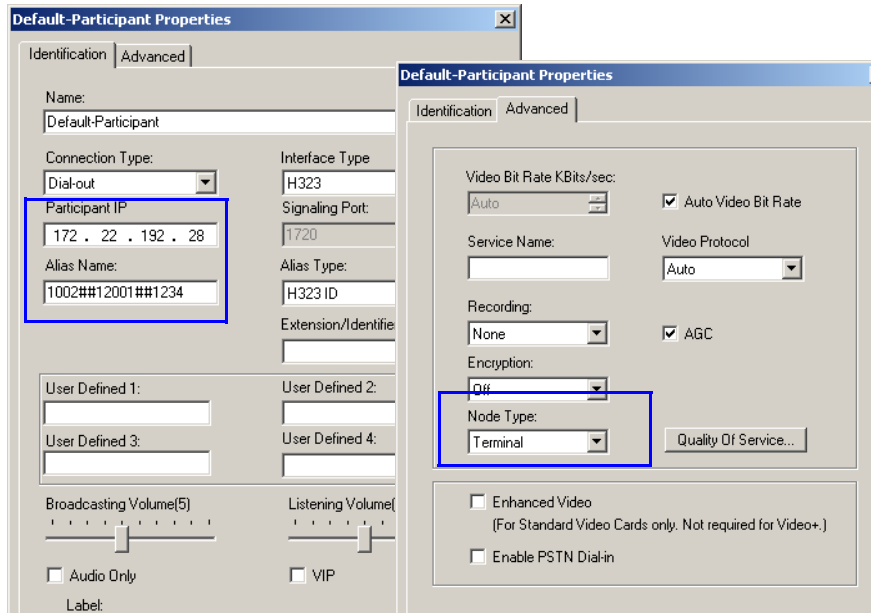 Default-Participant Properties
Identification
Advanced
Name:
Default-Participant
Connection Type:
Interface Type
Dial-out
H323
Participant IP
Signaling Port:
172 . 22 . 192 . 28
1720
Alias Name:
Alias Type:
1002##12001##1234
H323 ID
Extension/Identifie
User Defined 1:
User Defined 2:
User Defined 3:
User Defined 4:
Broadcasting Volume(5)
Listening Volume(
Audio Only
VIP
Label:
Default-Participant Properties
Identification
Advanced
Video Bit Rate KBits/sec:
Auto
Auto Video Bit Rate
Service Name:
Video Protocol
Auto
Recording:
None
AGC
Encryption:
Off
Node Type:
Terminal
Quality Of Service...
Enhanced Video
(For Standard Video Cards only. Not required for Video+.)
Enable PSTN Dial-in